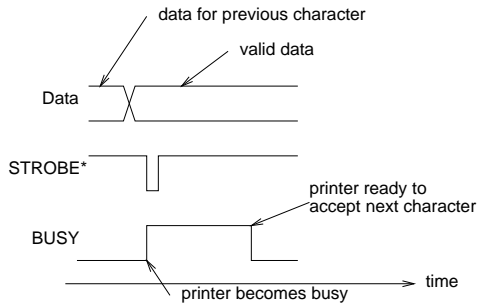 data for previous character
valid data
Data
STROBE*
printer ready to
accept next character
BUSY
time
printer becomes busy